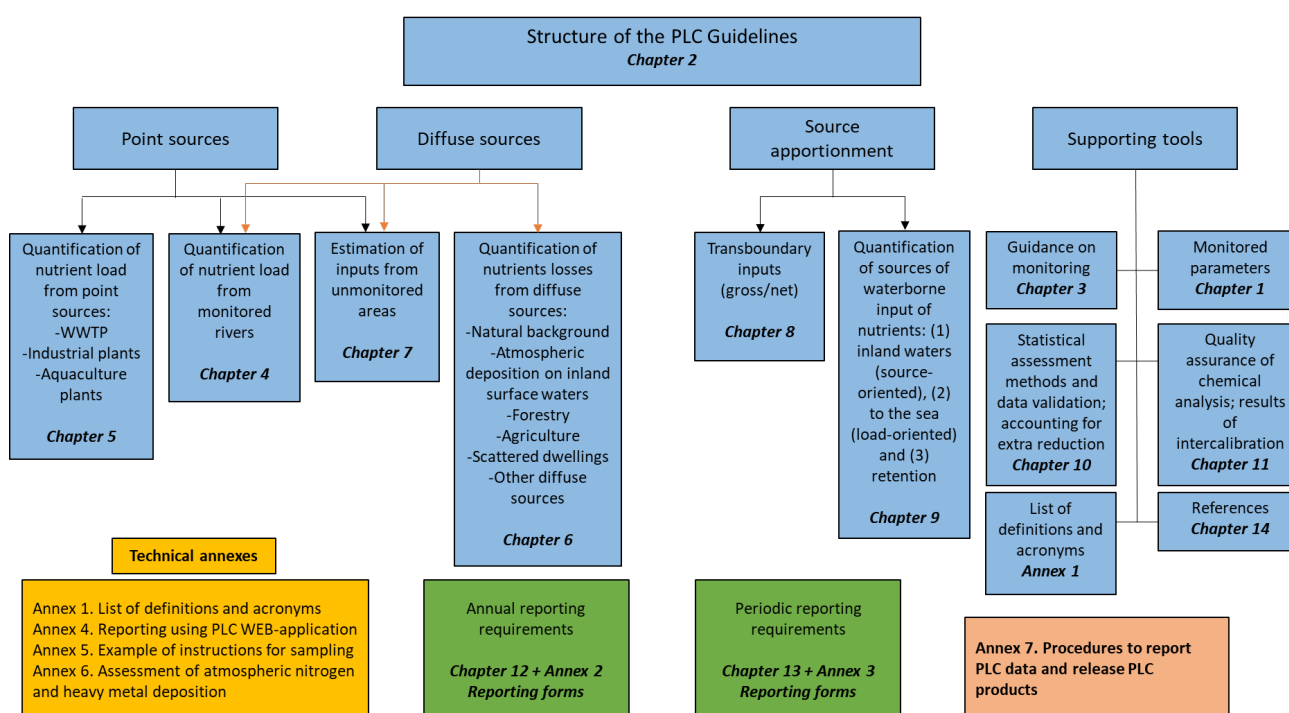 Structure of the PLC Guidelines
Chapter 2
Point sources
Diffuse sources
Source
apportionment
Supporting tools
Quantification of
nutrient load
from point
sources:
-WWTP
-Industrial plants
-Aquaculture
plants
Chapter 5
Quantification
of nutrient load
from
monitored
rivers
Chapter 4
Estimation of
inputs from
unmonitored
areas
Chapter 7
Quantification of
nutrients losses
from diffuse
sources:
-Natural background
-Atmospheric
deposition on inland
surface waters
-Forestry
-Agriculture
-Scattered dwellings
-Other diffuse
sources
Chapter 6
Transboundary
inputs
(gross/net)
Chapter 8
Quantification
of sources of
waterborne
input of
nutrients: (1)
inland waters
(source-
oriented), (2)
to the sea
(load-oriented)
and (3)
retention
Chapter 9
Guidance on
monitoring
Chapter 3
Monitored
parameters
Chapter 1
Statistical
assessment
methods and
data validation;
accounting for
extra reduction
Chapter 10
Quality
assurance of
chemical
analysis; results
of
intercalibration
Chapter 11
List of
definitions and
acronyms
Annex 1
References
Chapter 14
Technical annexes
Annex 1. List of definitions and acronyms
Annex 4. Reporting using PLC WEB-application
Annex 5. Example of instructions for sampling
Annex 6. Assessment of atmospheric nitrogen
and heavy metal deposition
Annual reporting
requirements
Chapter 12 + Annex 2
Reporting forms
Periodic reporting
requirements
Chapter 13 + Annex 3
Reporting forms
Annex 7. Procedures to report
PLC data and release PLC
products